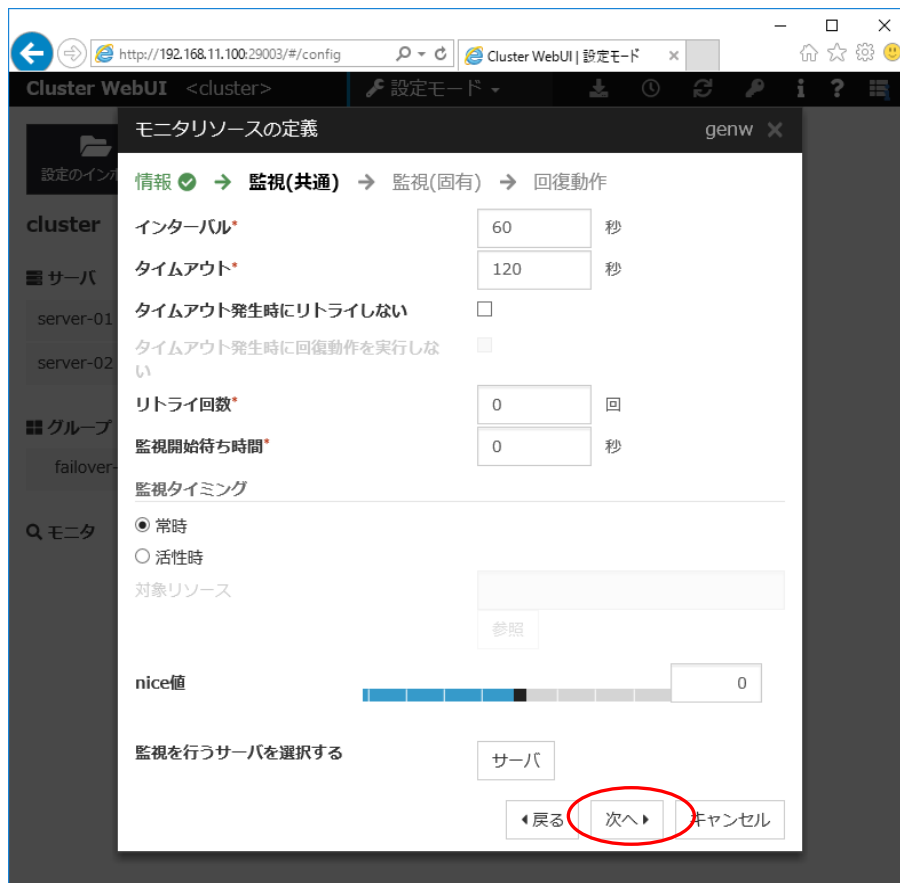 http://192.168.11.100:29003/#/config
Cluster WebUI | 設定モード
Cluster WebUI <cluster>
設定モード
設定のインポ
モニタリソースの定義
genw
情報 → 監視(共通) → 監視(固有) → 回復動作
cluster
インターバル*
60
秒
サーバ
タイムアウト*
120
秒
server-01
タイムアウト発生時にリトライしない
server-02
タイムアウト発生時に回復動作を実行しな
い
リトライ回数*
0
回
グループ
監視開始待ち時間*
0
秒
failover-
監視タイミング
モニタ
常時
活性時
対象リソース
参照
nice値
0
監視を行うサーバを選択する
サーバ
戻る
次へ
キャンセル